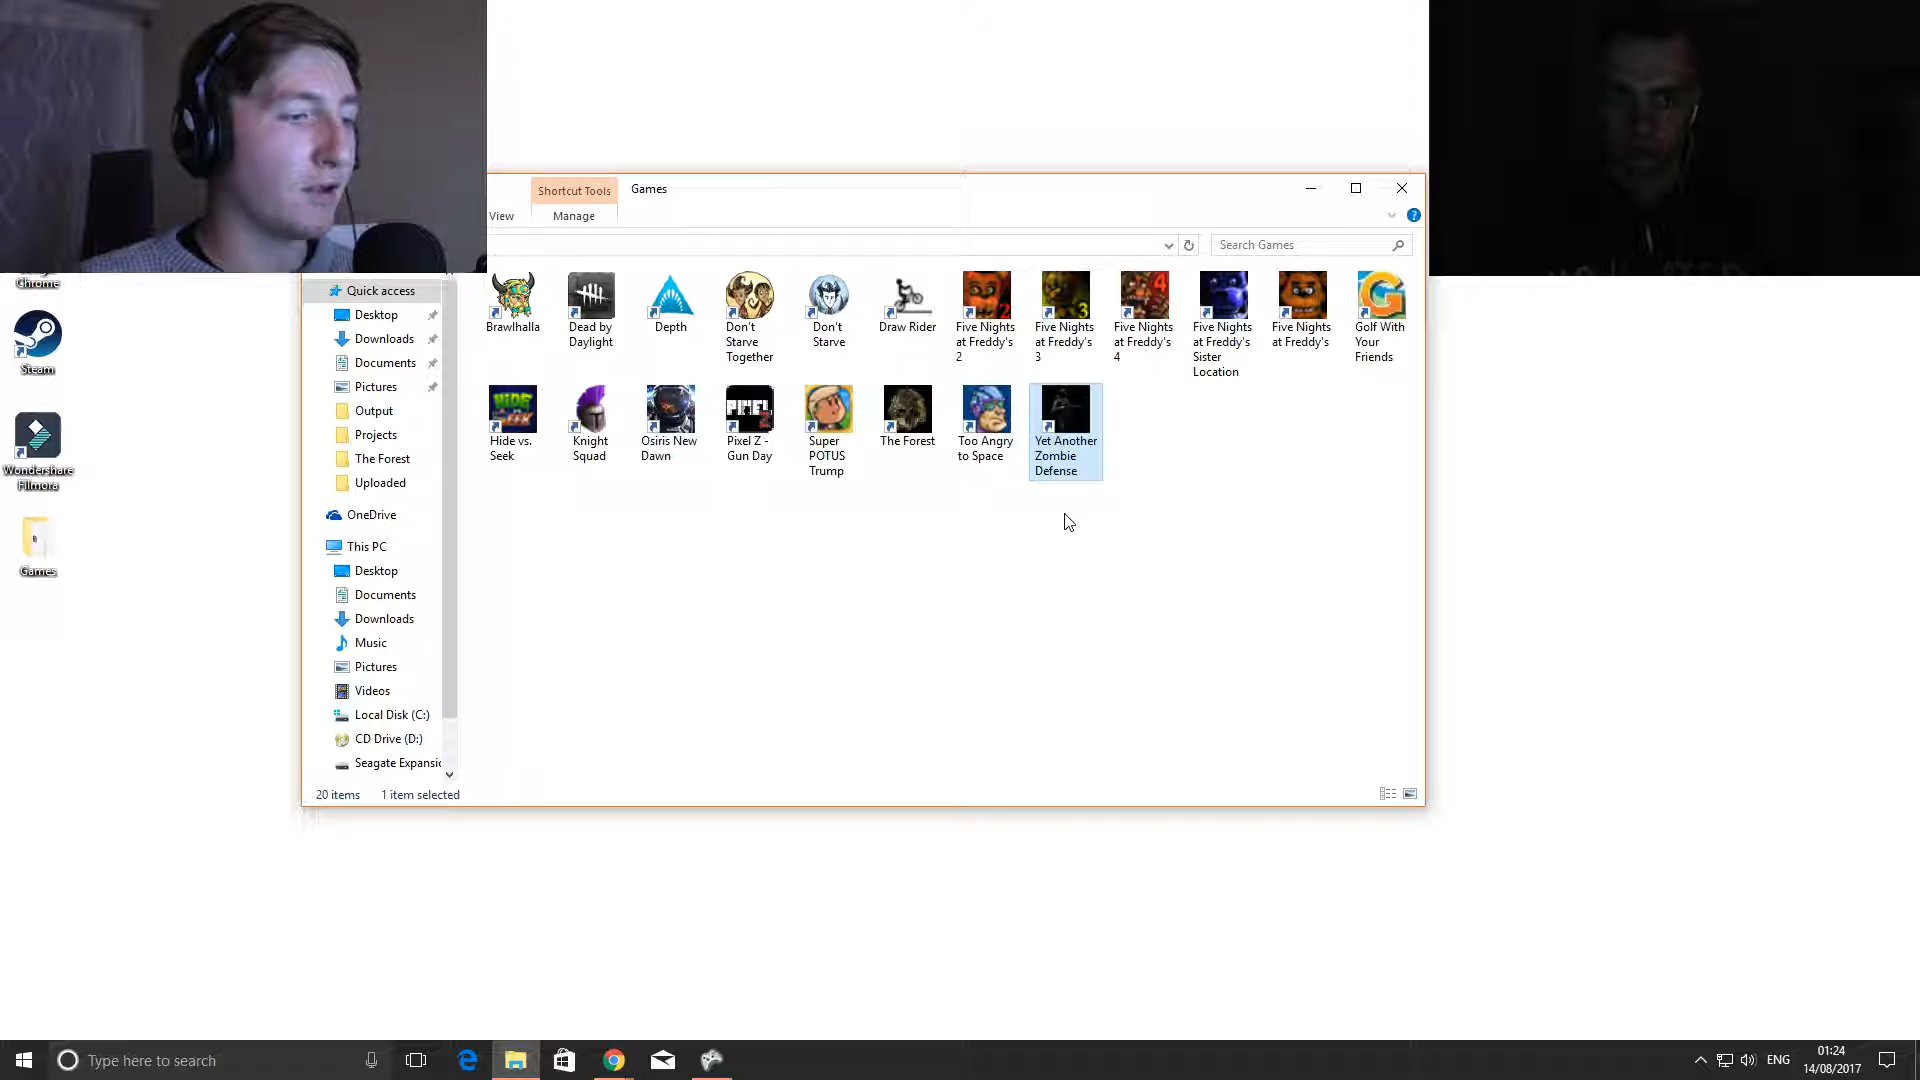 Shortcut Tools
Games
View
Manage
Search Games
Chrome
Steam
Wondershare
Filmora
Games
Quick access
Desktop
Downloads
Documents
Pictures
Output
Projects
The Forest
Uploaded
OneDrive
This PC
Desktop
Documents
Downloads
Music
Pictures
Videos
Local Disk (C:)
CD Drive (D:)
Seagate Expansi
Brawlhalla
Dead by
Daylight
Depth
Don't
Starve
Together
Don't
Starve
Draw Rider
Five Nights
at Freddy's
2
Five Nights
at Freddy's
3
Five Nights
at Freddy's
4
Five Nights
at Freddy's
Sister
Location
Five Nights
at Freddy's
Golf With
Your
Friends
Hide vs.
Seek
Knight
Squad
Osiris New
Dawn
Pixel Z -
Gun Day
Super
POTUS
Trump
The Forest
Too Angry
to Space
Yet Another
Zombie
Defense
20 items
1 item selected
Type here to search
ENG
01:24
14/08/2017